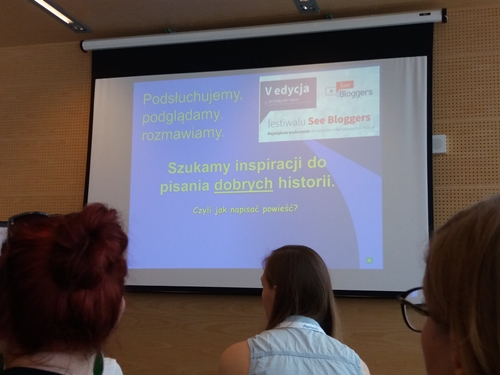 Podsłuchujemy,
podglądamy,
rozmawiamy.
V edycja
See
Bloggers
festiwalu See Bloggers
Szukamy inspiracji do
pisania dobrych historii.
Czyli jak napisać powieść?